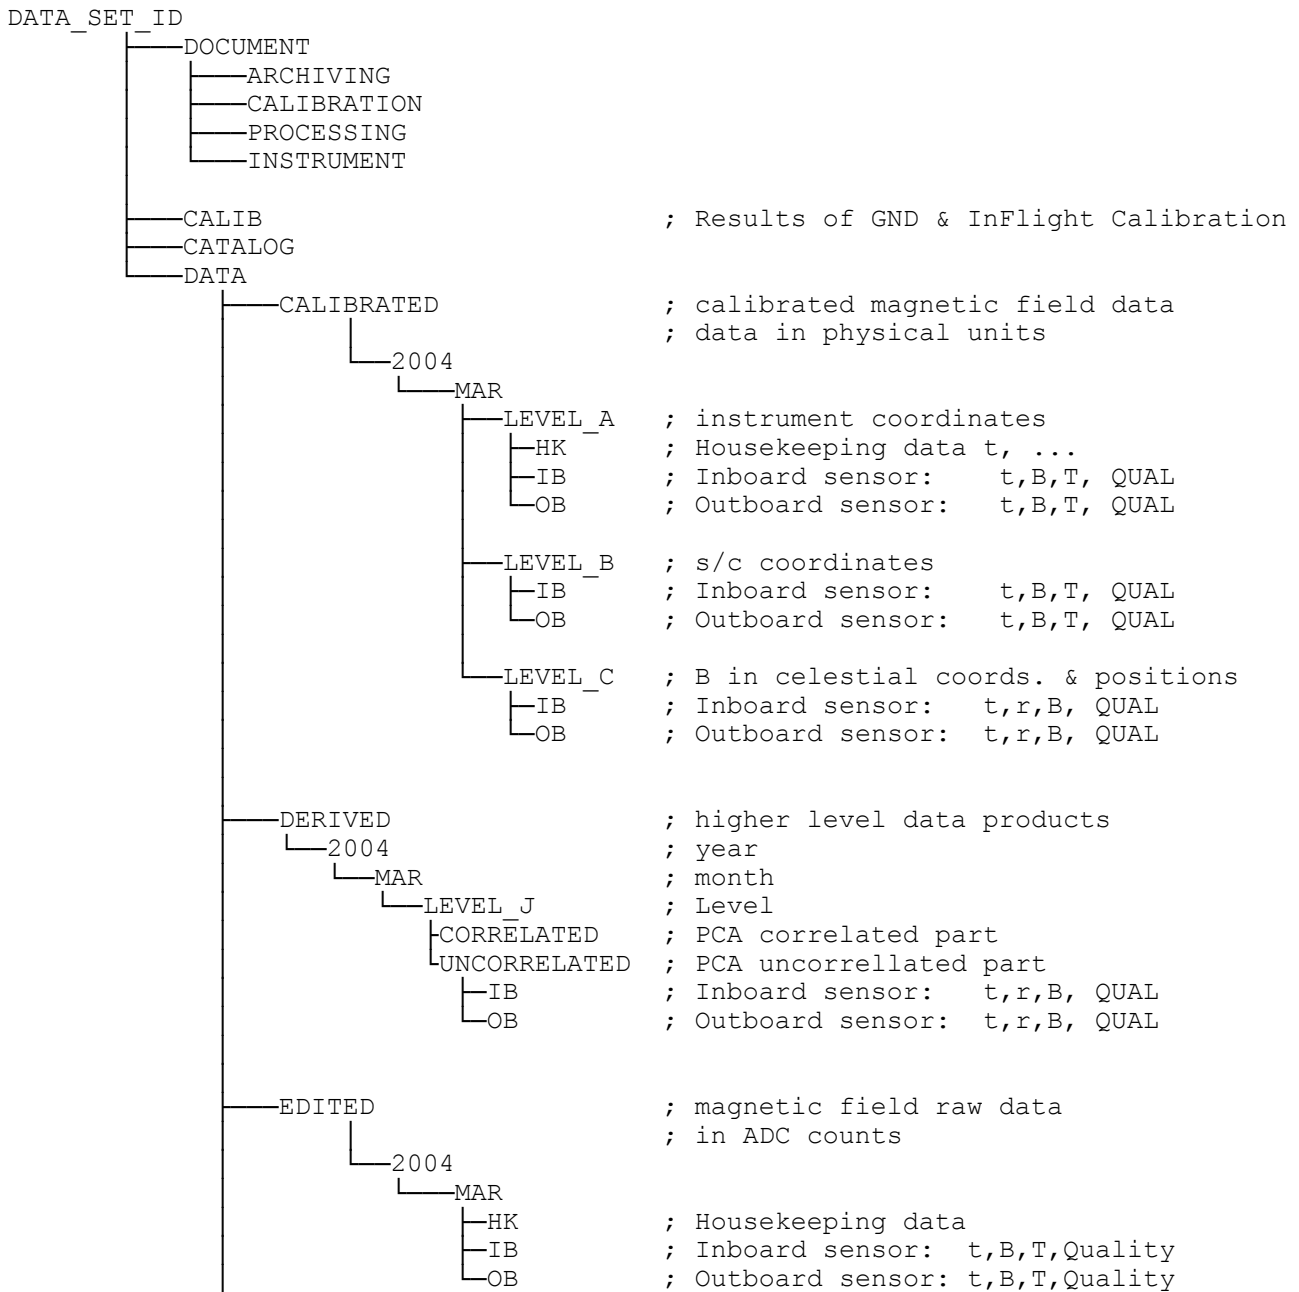 DATA_SET_ID
DOCUMENT
ARCHIVING
CALIBRATION
PROCESSING
INSTRUMENT
CALIB ; Results of GND & InFlight Calibration
CATALOG
DATA
CALIBRATED ; calibrated magnetic field data
; data in physical units
2004
MAR
LEVEL_A ; instrument coordinates
HK ; Housekeeping data t, ...
IB ; Inboard sensor: t,B,T, QUAL
OB ; Outboard sensor: t,B,T, QUAL
LEVEL_B ; s/c coordinates
IB ; Inboard sensor: t,B,T, QUAL
OB ; Outboard sensor: t,B,T, QUAL
LEVEL_C ; B in celestial coords. & positions
IB ; Inboard sensor: t,r,B, QUAL
OB ; Outboard sensor: t,r,B, QUAL
DERIVED ; higher level data products
2004 ; year
MAR ; month
LEVEL_J ; Level
CORRELATED ; PCA correlated part
UNCORRELATED ; PCA uncorrellated part
IB ; Inboard sensor: t,r,B, QUAL
OB ; Outboard sensor: t,r,B, QUAL
EDITED ; magnetic field raw data
; in ADC counts
2004
MAR
HK ; Housekeeping data
IB ; Inboard sensor: t,B,T,Quality
OB ; Outboard sensor: t,B,T,Quality